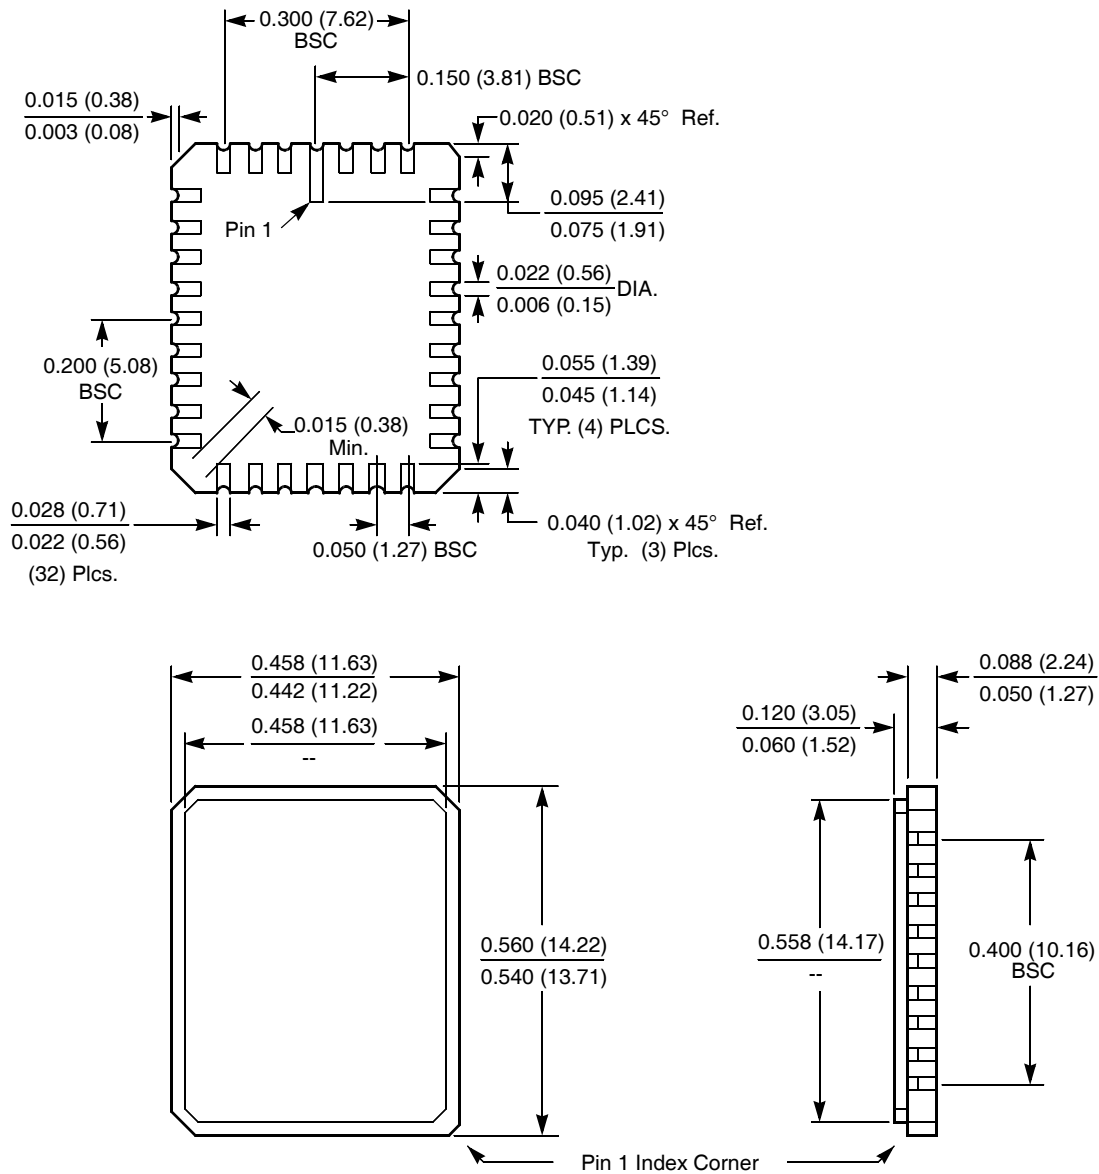 0.300 (7.62)
BSC
0.150 (3.81) BSC
0.015 (0.38)
0.003 (0.08)
0.020 (0.51) x 45° Ref.
0.095 (2.41)
0.075 (1.91)
Pin 1
0.022 (0.56)
0.006 (0.15)
DIA.
0.200 (5.08)
BSC
0.055 (1.39)
0.045 (1.14)
TYP. (4) PLCS.
0.015 (0.38)
Min.
0.028 (0.71)
0.022 (0.56)
(32) Plcs.
0.050 (1.27) BSC
0.040 (1.02) x 45° Ref.
Typ. (3) Plcs.
0.458 (11.63)
0.442 (11.22)
0.458 (11.63)
--
0.088 (2.24)
0.050 (1.27)
0.120 (3.05)
0.060 (1.52)
0.560 (14.22)
0.540 (13.71)
0.558 (14.17)
--
0.400 (10.16)
BSC
Pin 1 Index Corner